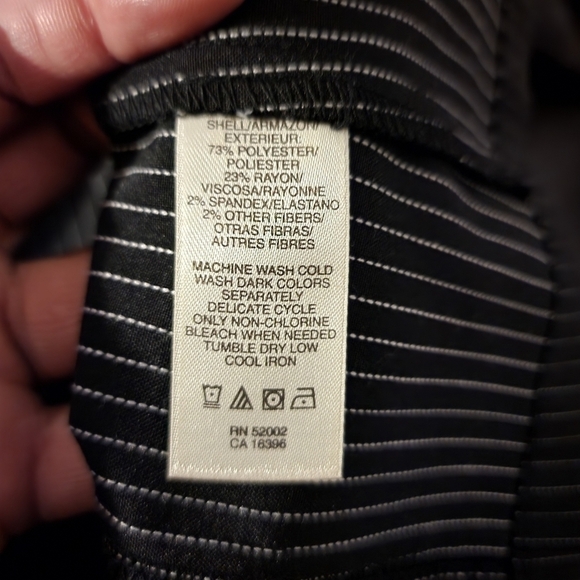 SHELL/ARMAZON/
EXTERIEUR:
73% POLYESTER/
POLIESTER
23% RAYON/
VISCOSA/RAYONNE
2% SPANDEX/ELASTANO
2% OTHER FIBERS/
OTRAS FIBRAS/
AUTRES FIBRES
MACHINE WASH COLD
WASH DARK COLORS
SEPARATELY
DELICATE CYCLE
ONLY NON-CHLORINE
BLEACH WHEN NEEDED
TUMBLE DRY LOW
COOL IRON
RN 52002
CA 16396